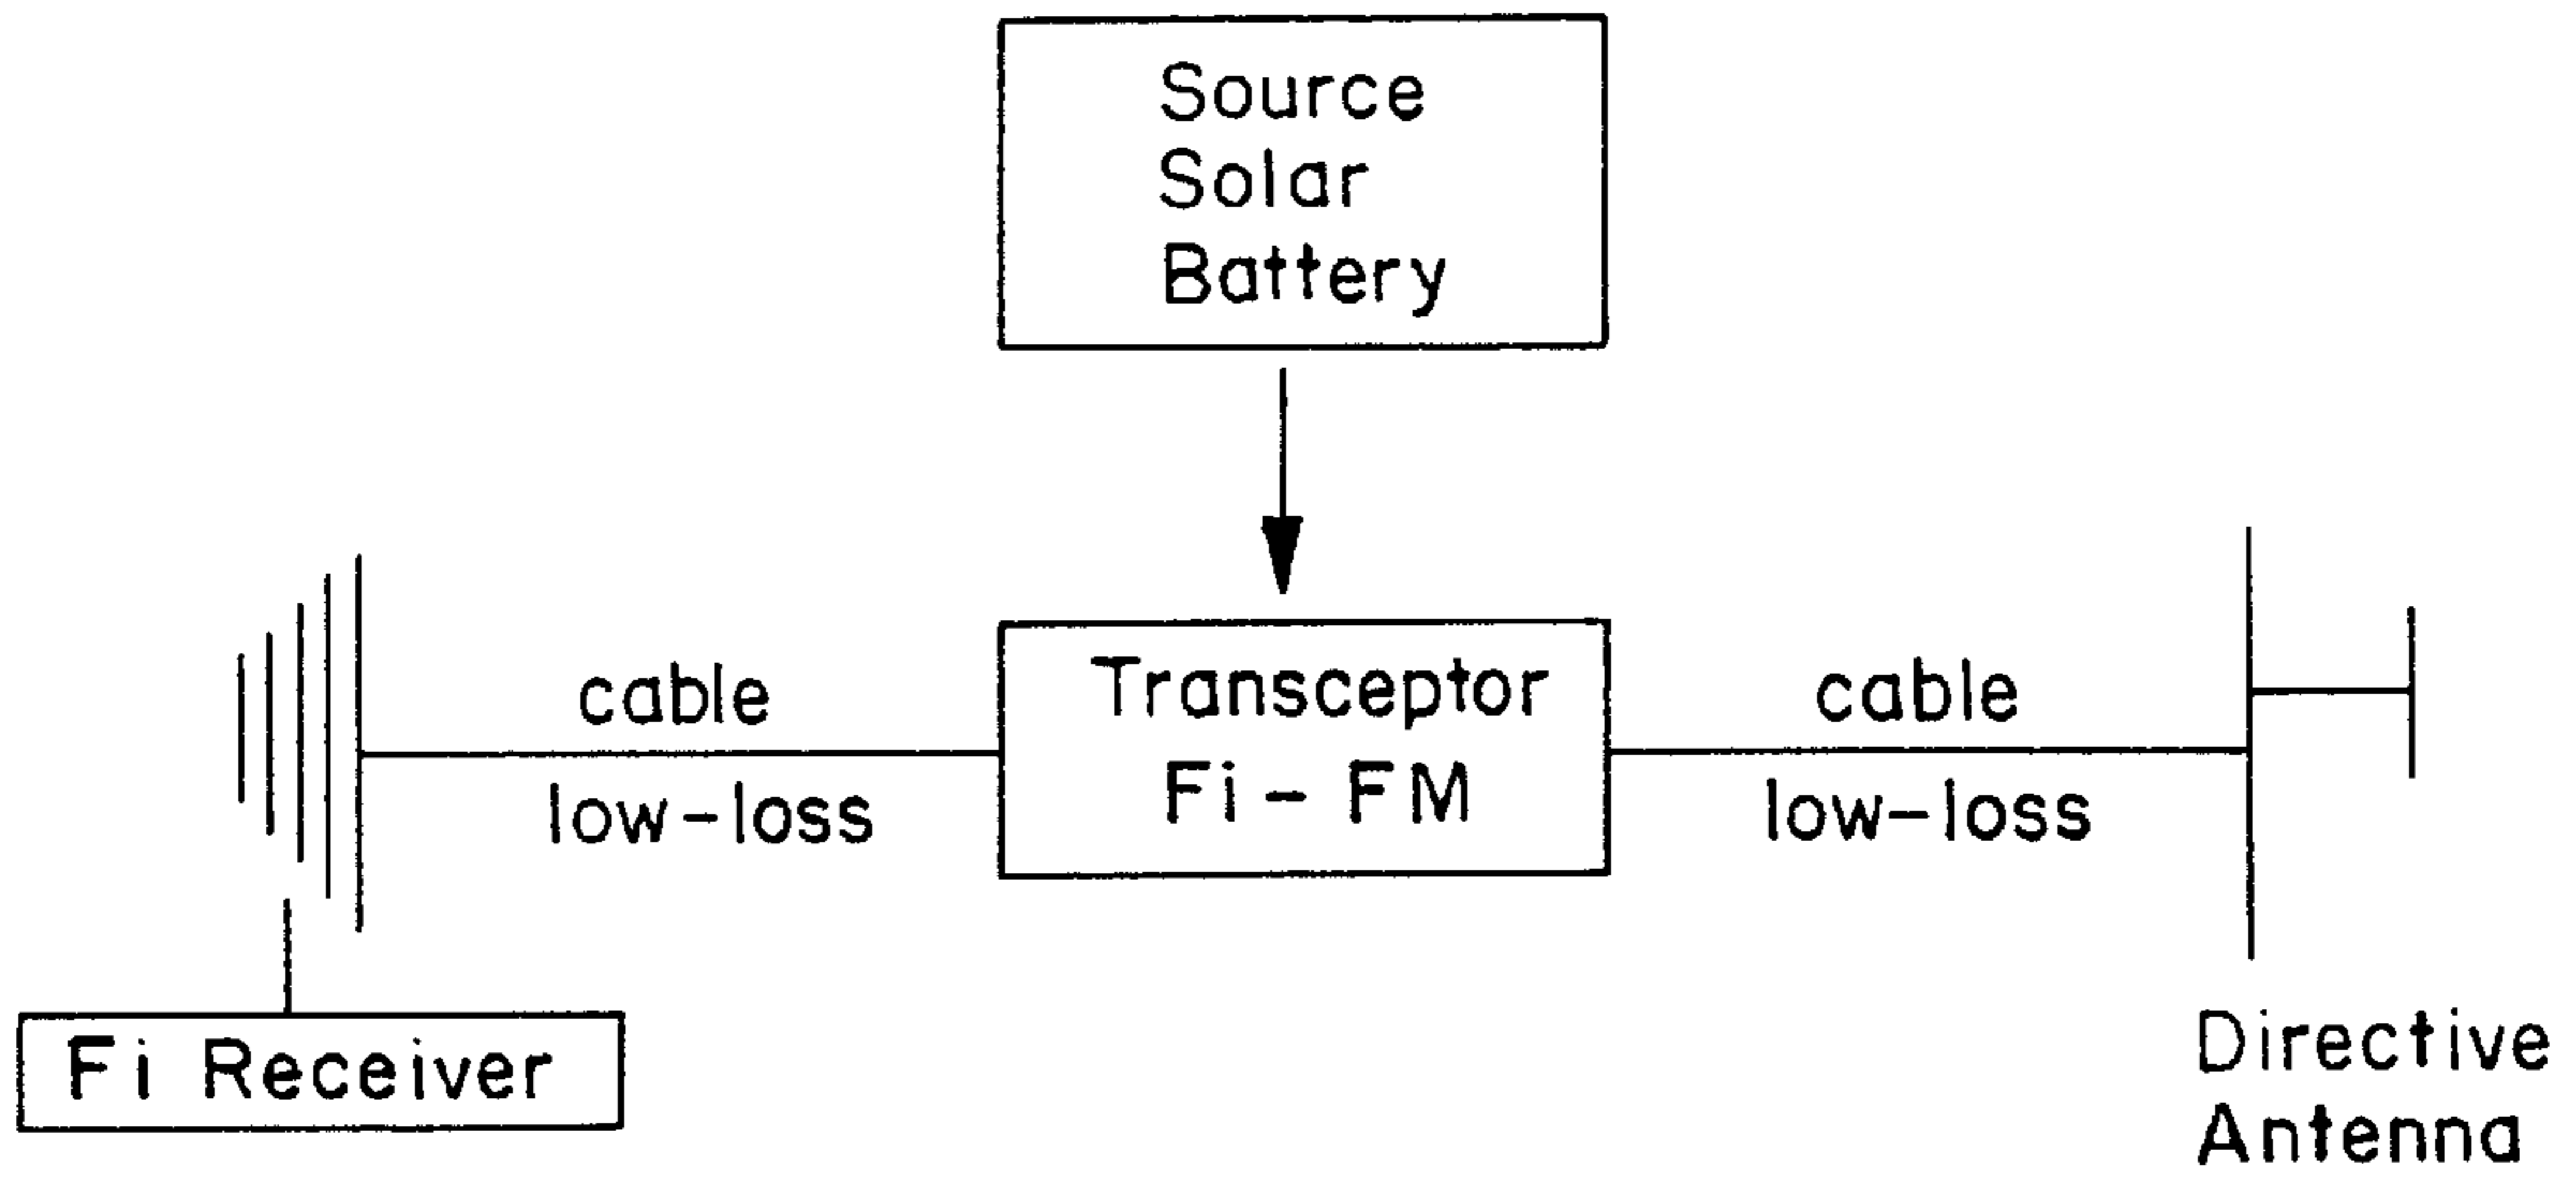 Source
Solar
Battery
cable
low-loss
Transceptor
Fi - FM
cable
low-loss
Fi Receiver
Directive
Antenna